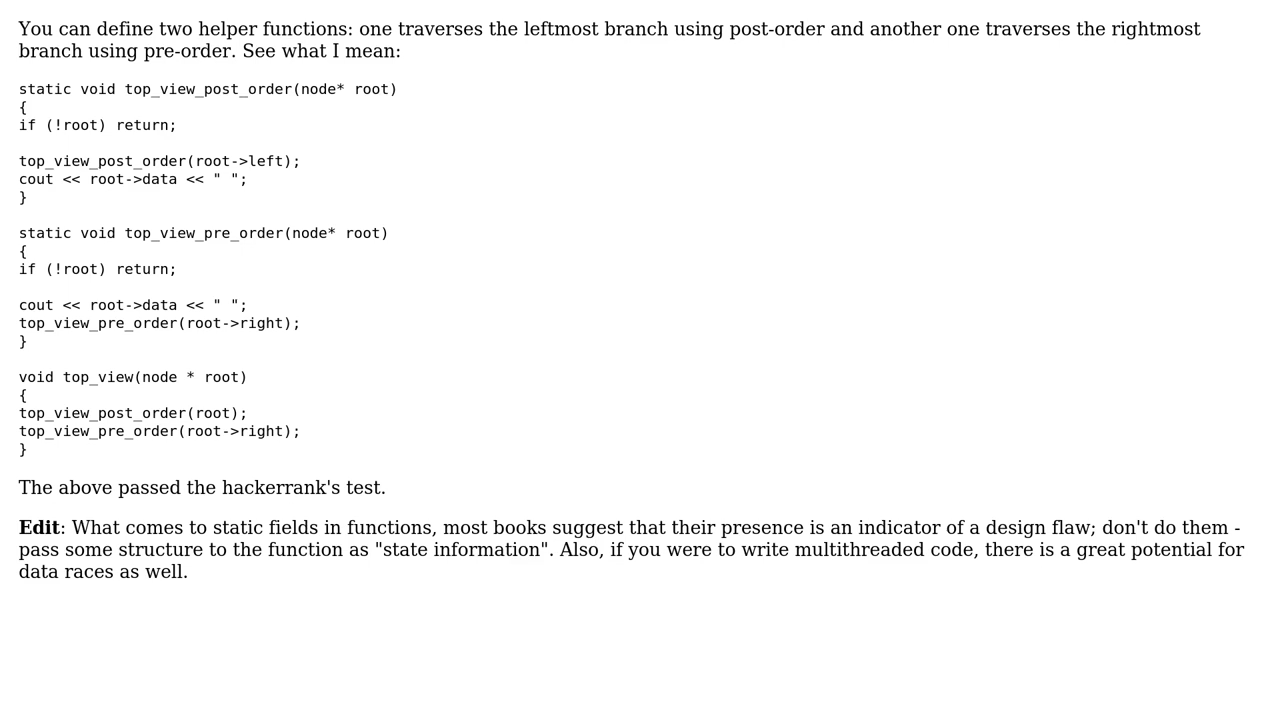 You can define two helper functions: one traverses the leftmost branch using post-order and another one traverses the rightmost
branch using pre-order. See what I mean:
static void top_view_post_order(node* root)
{
if (!root) return;
top_view_post_order(root->left);
cout << root->data << " ";
}
static void top_view_pre_order(node* root)
{
if (!root) return;
cout << root->data << " ";
top_view_pre_order(root->right);
}
void top_view(node * root)
{
top_view_post_order(root);
top_view_pre_order(root->right);
}
The above passed the hackerrank's test.
Edit: What comes to static fields in functions, most books suggest that their presence is an indicator of a design flaw; don't do them -
pass some structure to the function as "state information". Also, if you were to write multithreaded code, there is a great potential for
data races as well.